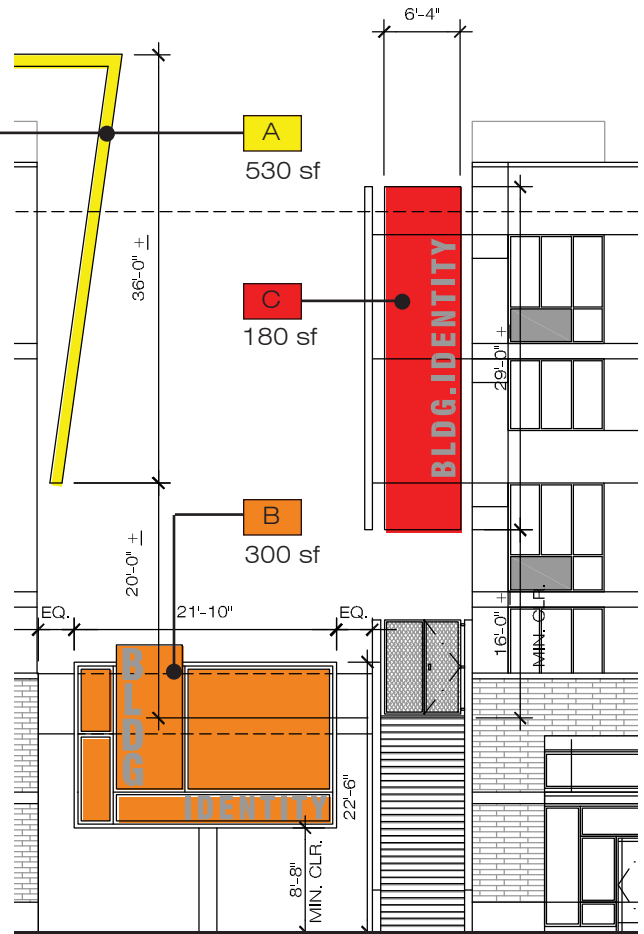 6'-4"
A
530 sf
36'-0" ±
C
180 sf
BLDG.IDENTITY
29'-0" ±
B
300 sf
20'-0" ±
EQ.
21'-10"
EQ.
16'-0" ±
MIN. CLR.
BLDG
IDENTITY
22'-6"
8'-8"
MIN. CLR.